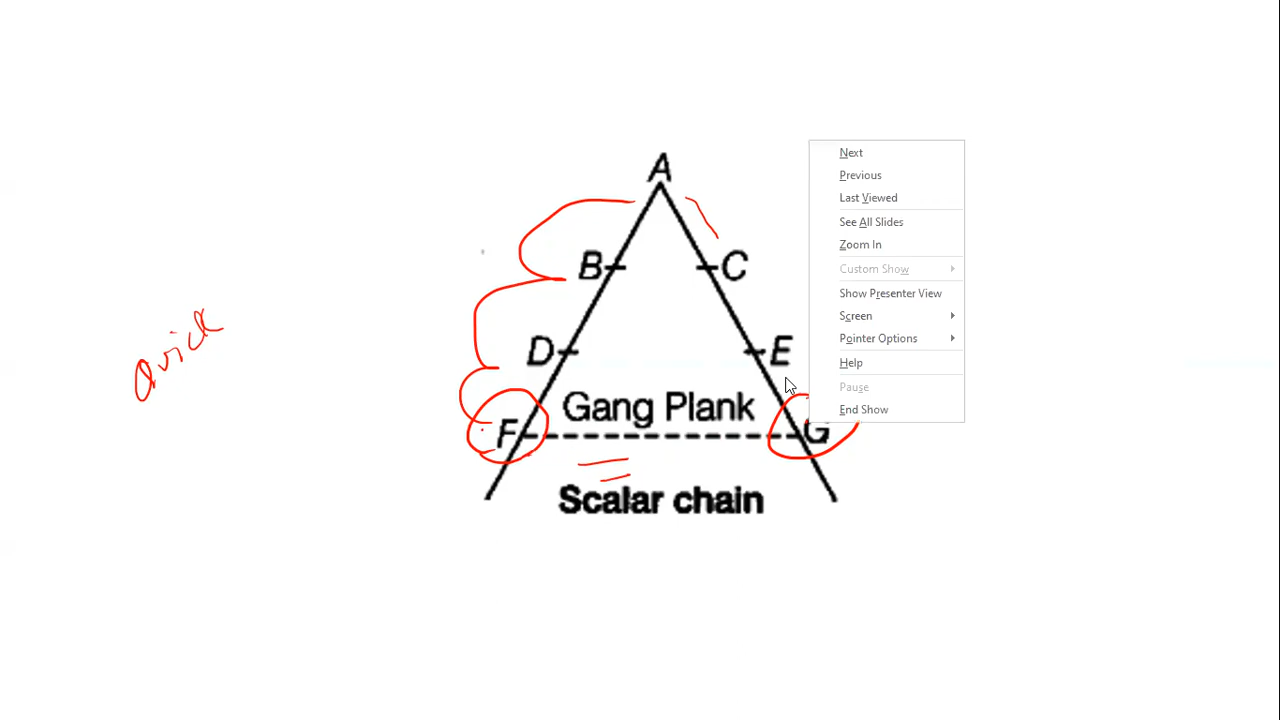 A
B
C
D
E
Gang Plank
F
G
Scalar chain
Quick
Next
Previous
Last Viewed
See All Slides
Zoom In
Custom Show
Show Presenter View
Screen
Pointer Options
Help
Pause
End Show